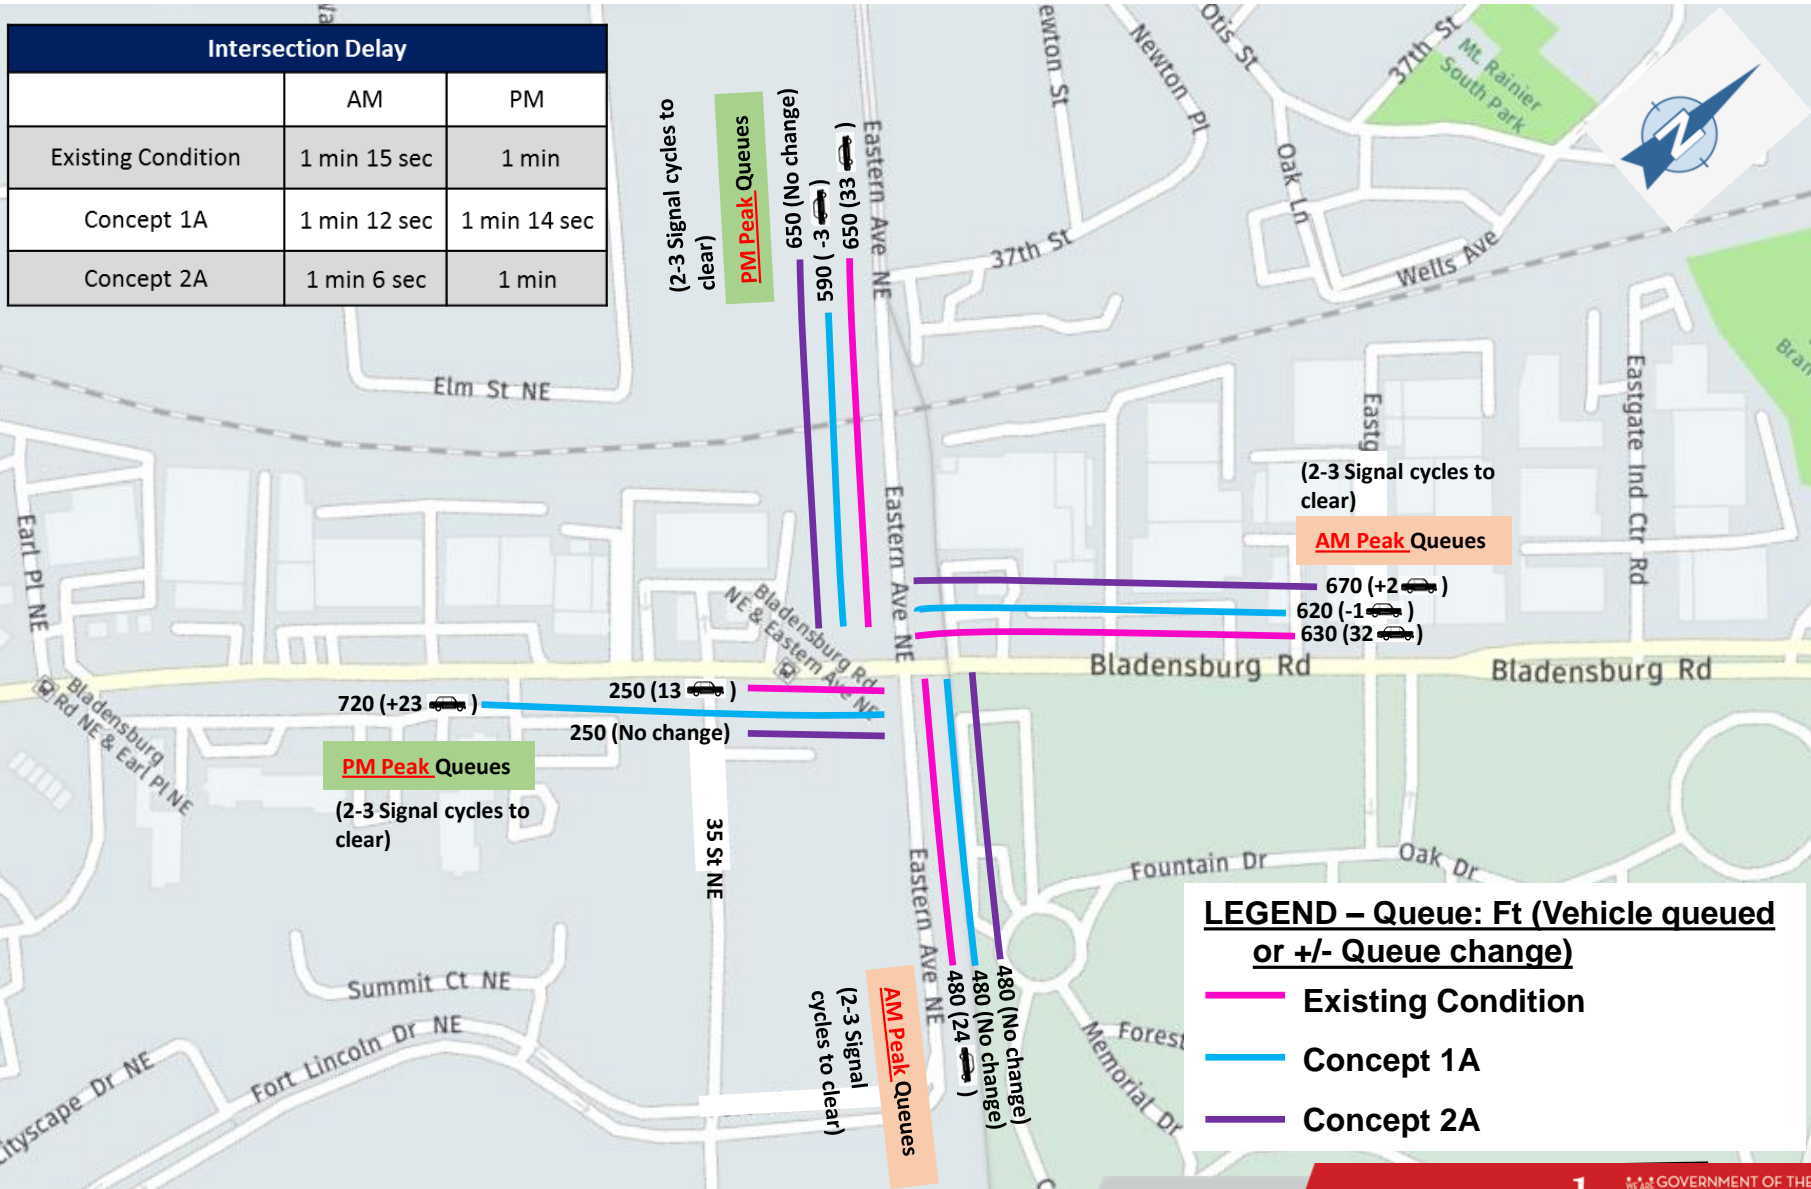 Intersection Delay
AM PM
Existing Condition 1 min 15 sec 1 min
Concept 1A 1 min 12 sec 1 min 14 sec
Concept 2A 1 min 6 sec 1 min
(2-3 Signal cycles to
clear)
PM Peak Queues
650 (No change)
590 ( -3 )
650 (33 )
Eastern Ave NE
ewton St
Newton Pl
Otis St
37th St
Mt. Rainier
South Park
N
Oak Ln
37th St
Wells Ave
Elm St NE
Eastg
Eastgate Ind Ctr Rd
Bran
(2-3 Signal cycles to
clear)
AM Peak Queues
670 (+2 )
620 (-1 )
630 (32 )
Earl Pl NE
Eastern Ave NE
Bladensburg Rd
NE & Eastern Ave NE
Bladensburg Rd
Bladensburg Rd
Bladensburg
Rd NE & Earl Pl NE
250 (13 )
720 (+23 )
250 (No change)
PM Peak Queues
(2-3 Signal cycles to
clear)
35 St NE
Eastern Ave NE
Fountain Dr
Oak Dr
Summit Ct NE
Fort Lincoln Dr NE
Cityscape Dr NE
(2-3 Signal
cycles to clear)
AM Peak Queues
480 (24 )
480 (No change)
480 (No change)
Forest
Memorial Dr
LEGEND – Queue: Ft (Vehicle queued
or +/- Queue change)
Existing Condition
Concept 1A
Concept 2A
1
WE ARE GOVERNMENT OF THE